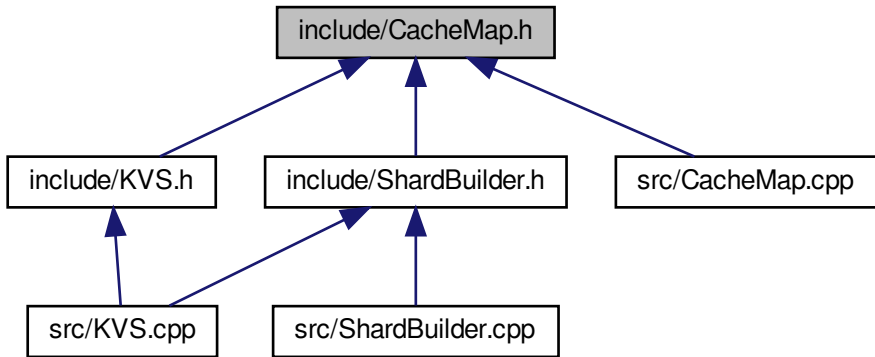 include/CacheMap.h
include/KVS.h
include/ShardBuilder.h
src/CacheMap.cpp
src/KVS.cpp
src/ShardBuilder.cpp